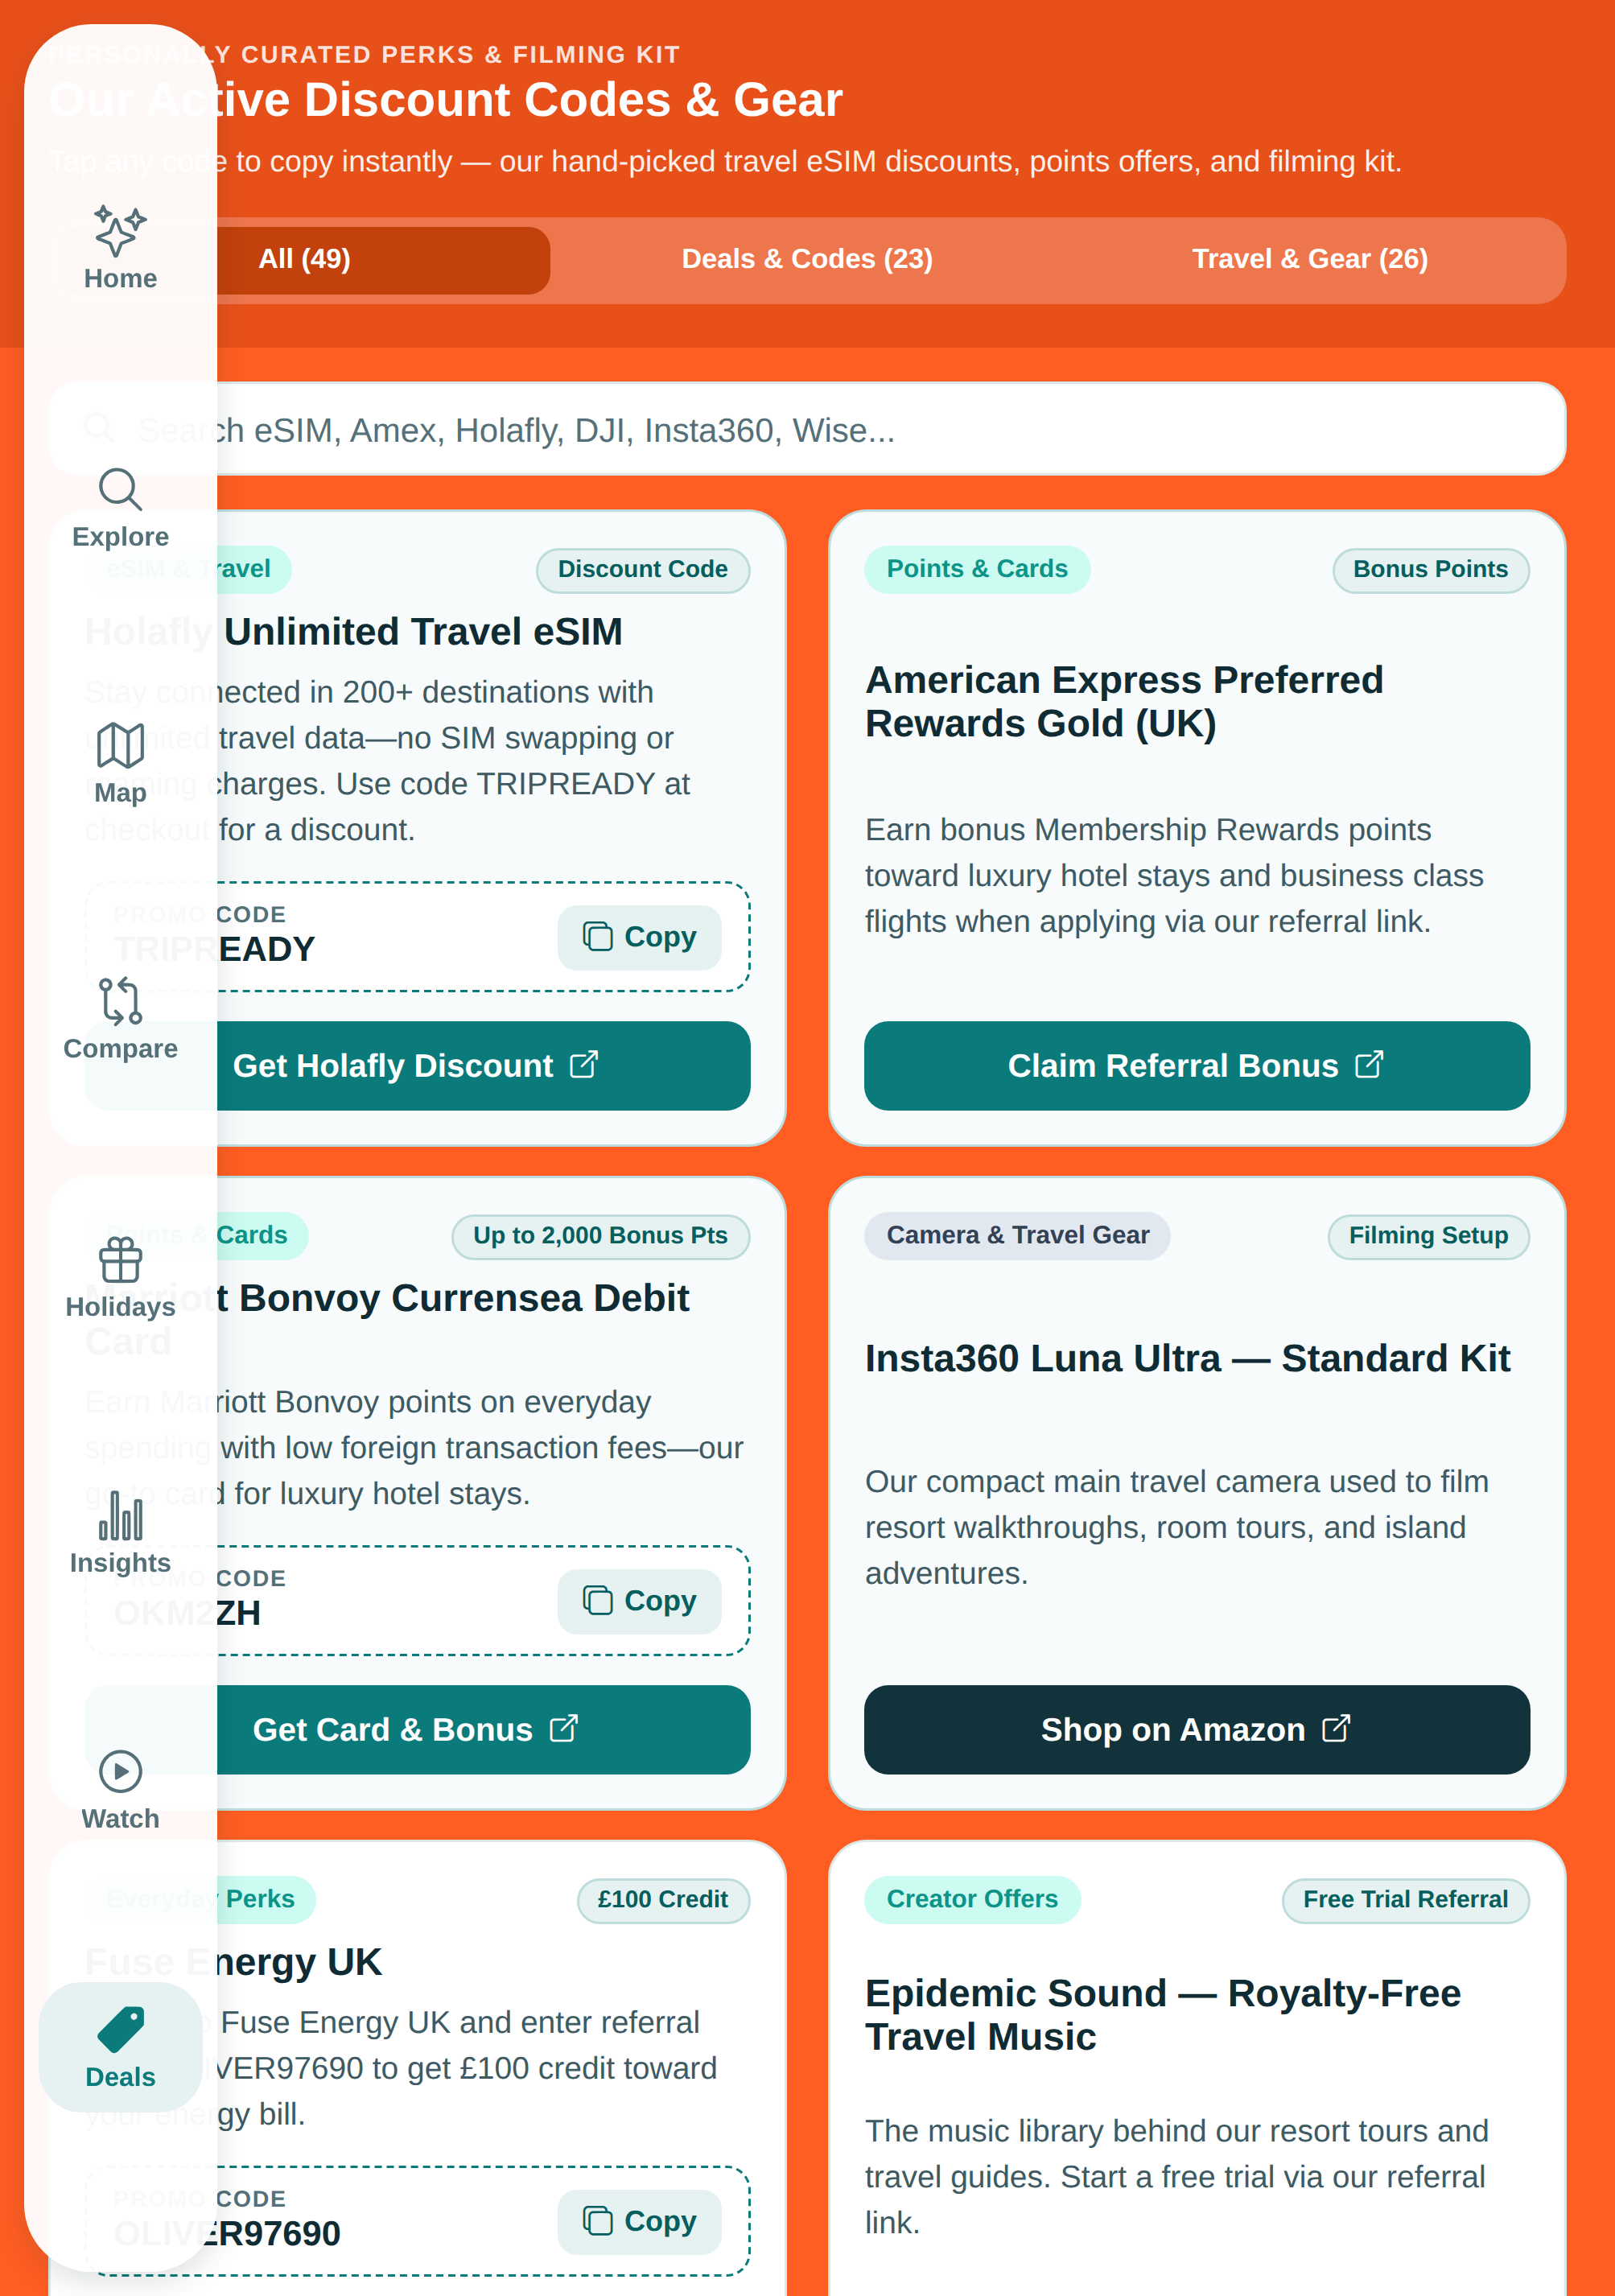 PERSONALLY CURATED PERKS & FILMING KIT
Our Active Discount Codes & Gear
Tap any code to copy instantly — our hand-picked travel eSIM discounts, points offers, and filming kit.
All (49)
Deals & Codes (23)
Travel & Gear (26)
Search eSIM, Amex, Holafly, DJI, Insta360, Wise...
Home
Explore
Map
Compare
Holidays
Insights
Watch
Deals
eSIM & Travel
Discount Code
Holafly Unlimited Travel eSIM
Stay connected in 200+ destinations with
unlimited travel data—no SIM swapping or
roaming charges. Use code TRIPREADY at
checkout for a discount.
PROMO CODE
TRIPREADY
Copy
Get Holafly Discount
Points & Cards
Bonus Points
American Express Preferred
Rewards Gold (UK)
Earn bonus Membership Rewards points
toward luxury hotel stays and business class
flights when applying via our referral link.
Claim Referral Bonus
Points & Cards
Up to 2,000 Bonus Pts
Marriott Bonvoy Currensea Debit
Card
Earn Marriott Bonvoy points on everyday
spending with low foreign transaction fees—our
go-to card for luxury hotel stays.
PROMO CODE
OKM2ZH
Copy
Get Card & Bonus
Camera & Travel Gear
Filming Setup
Insta360 Luna Ultra — Standard Kit
Our compact main travel camera used to film
resort walkthroughs, room tours, and island
adventures.
Shop on Amazon
Everyday Perks
£100 Credit
Fuse Energy UK
Fuse Energy UK and enter referral
OLIVER97690 to get £100 credit toward
your energy bill.
PROMO CODE
OLIVER97690
Copy
Creator Offers
Free Trial Referral
Epidemic Sound — Royalty-Free
Travel Music
The music library behind our resort tours and
travel guides. Start a free trial via our referral
link.